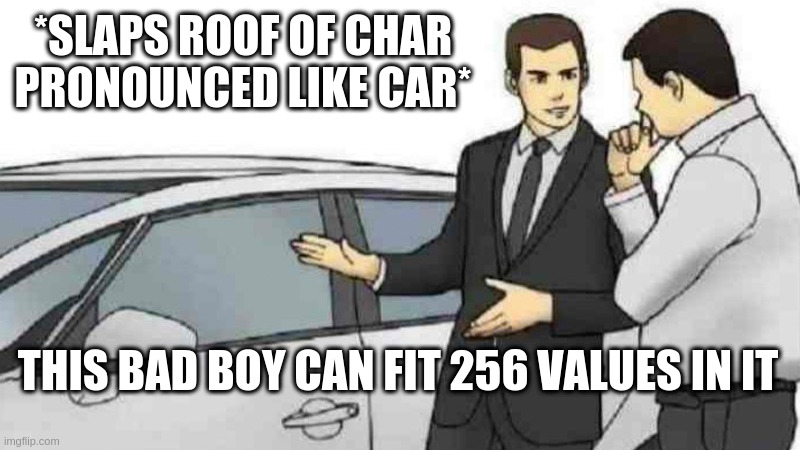 *SLAPS ROOF OF CHAR
PRONOUNCED LIKE CAR*
THIS BAD BOY CAN FIT 256 VALUES IN IT
imgflip.com